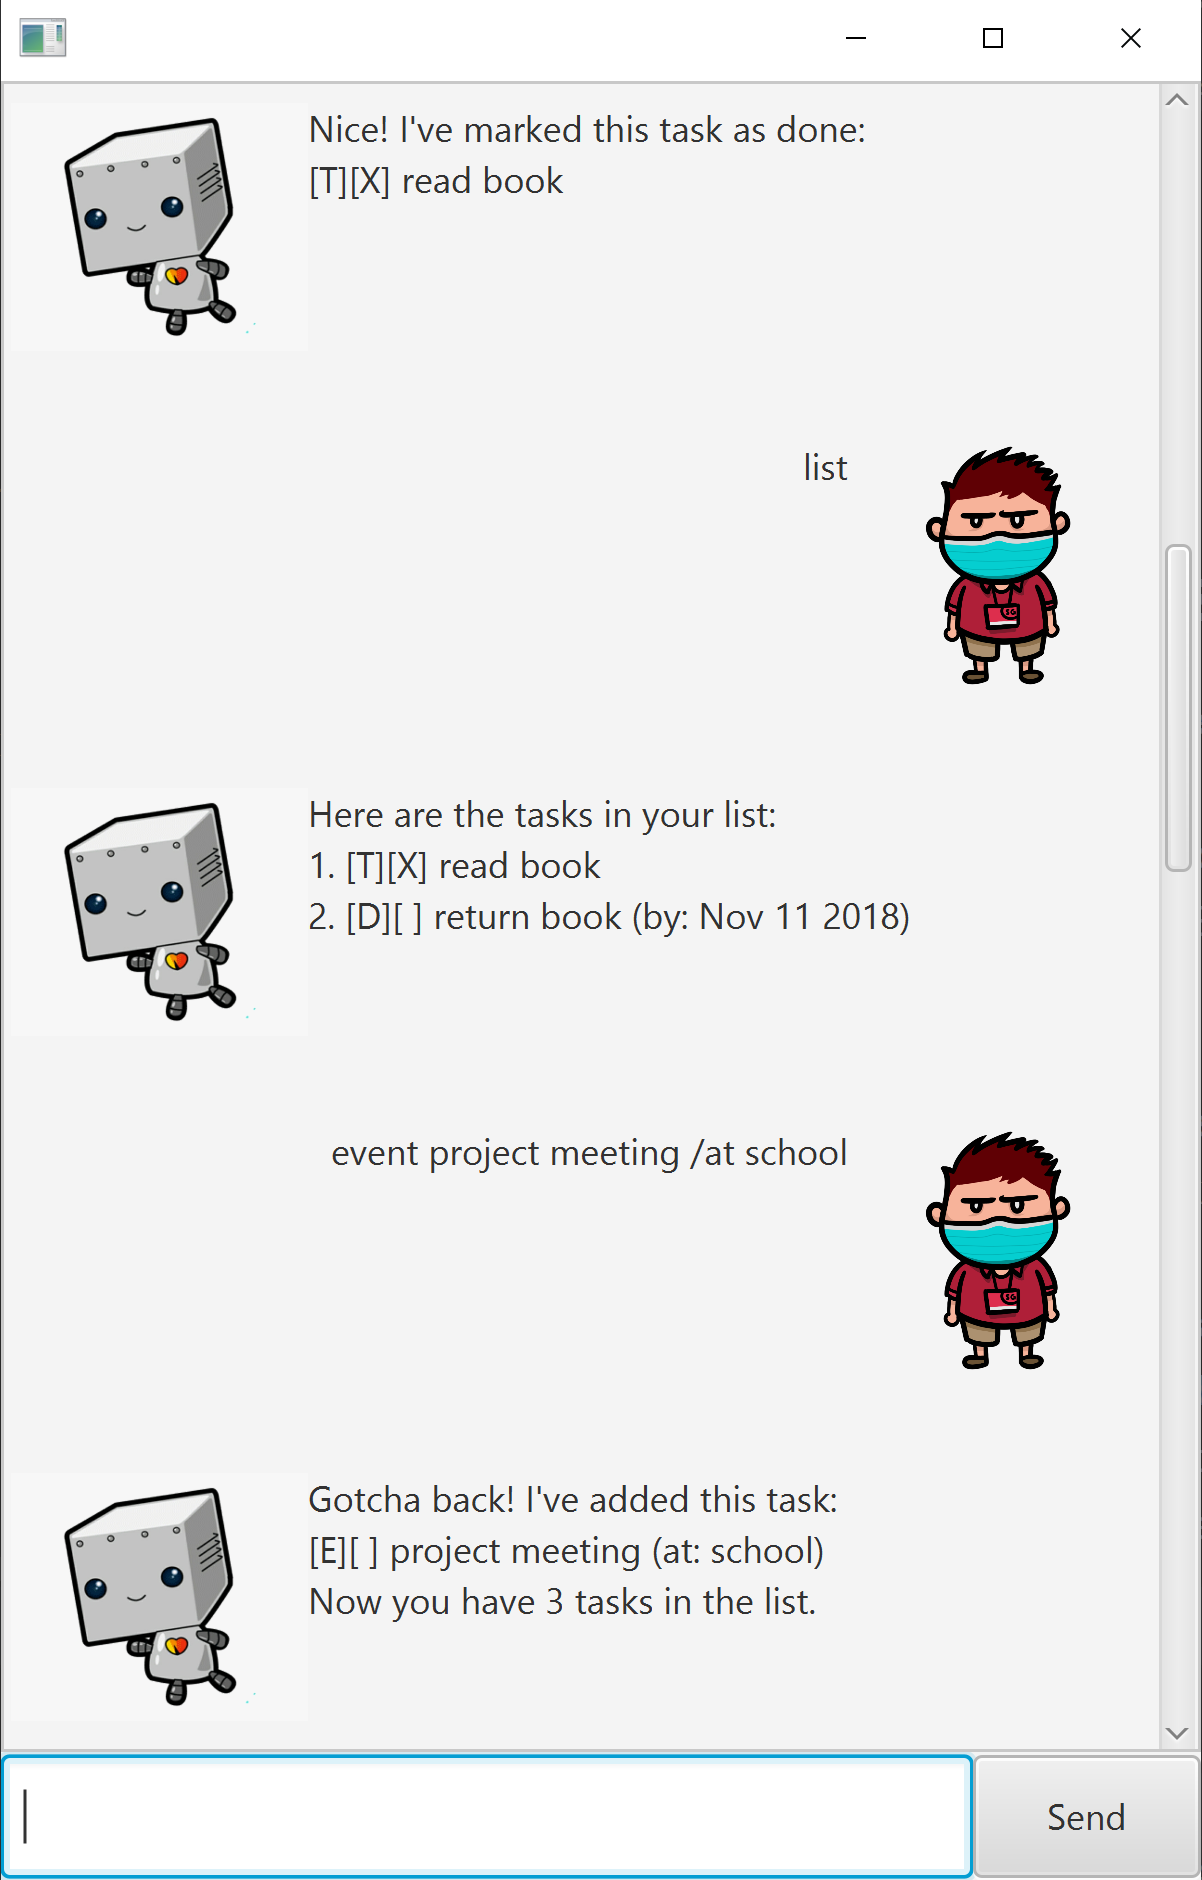 Nice! I've marked this task as done:
[T][X] read book
list
SG
Here are the tasks in your list:
1. [T][X] read book
2. [D][ ] return book (by: Nov 11 2018)
event project meeting /at school
SG
Gotcha back! I've added this task:
[E][ ] project meeting (at: school)
Now you have 3 tasks in the list.
Send